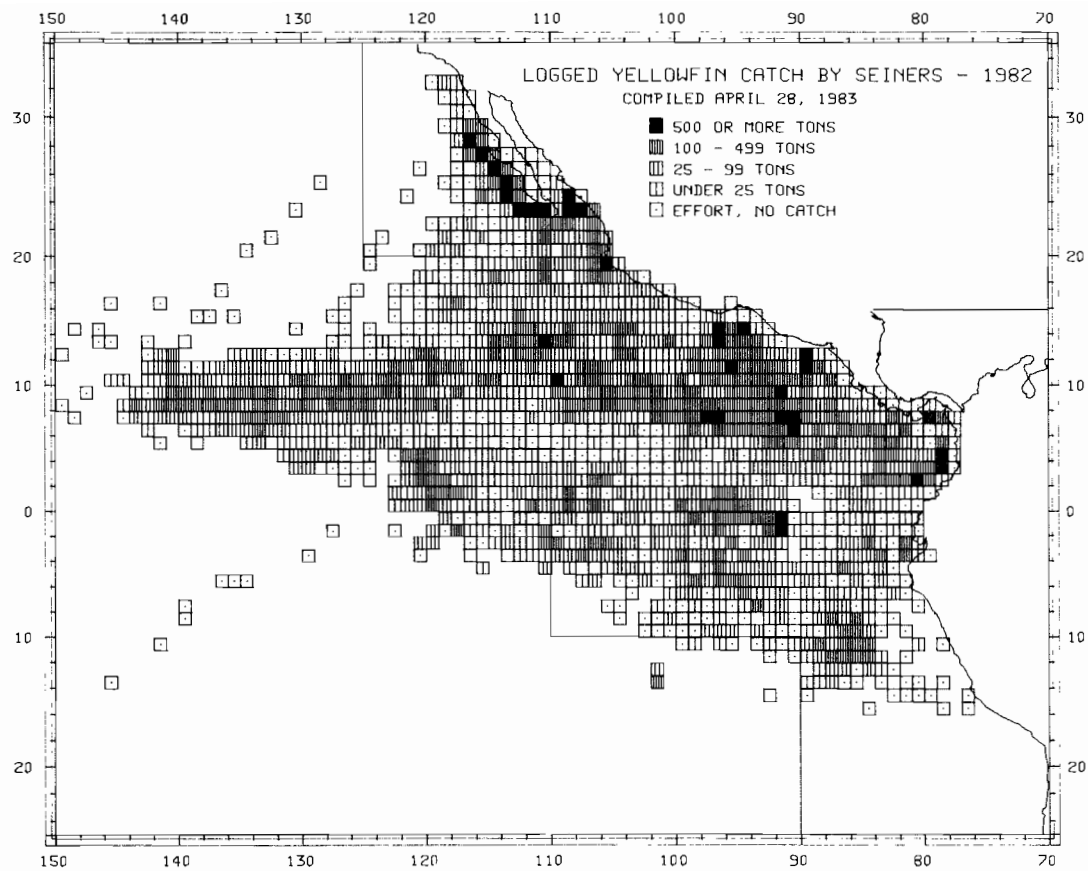 150 140 130 120 110 100 90 80 70
LOGGED YELLOWFIN CATCH BY SEINERS - 1982
COMPILED APRIL 28, 1983
500 OR MORE TONS
100 - 499 TONS
25 - 99 TONS
UNDER 25 TONS
EFFORT, NO CATCH
30 30
20 20
10 10
0 0
10 10
20 20
150 140 130 120 110 100 90 80 70